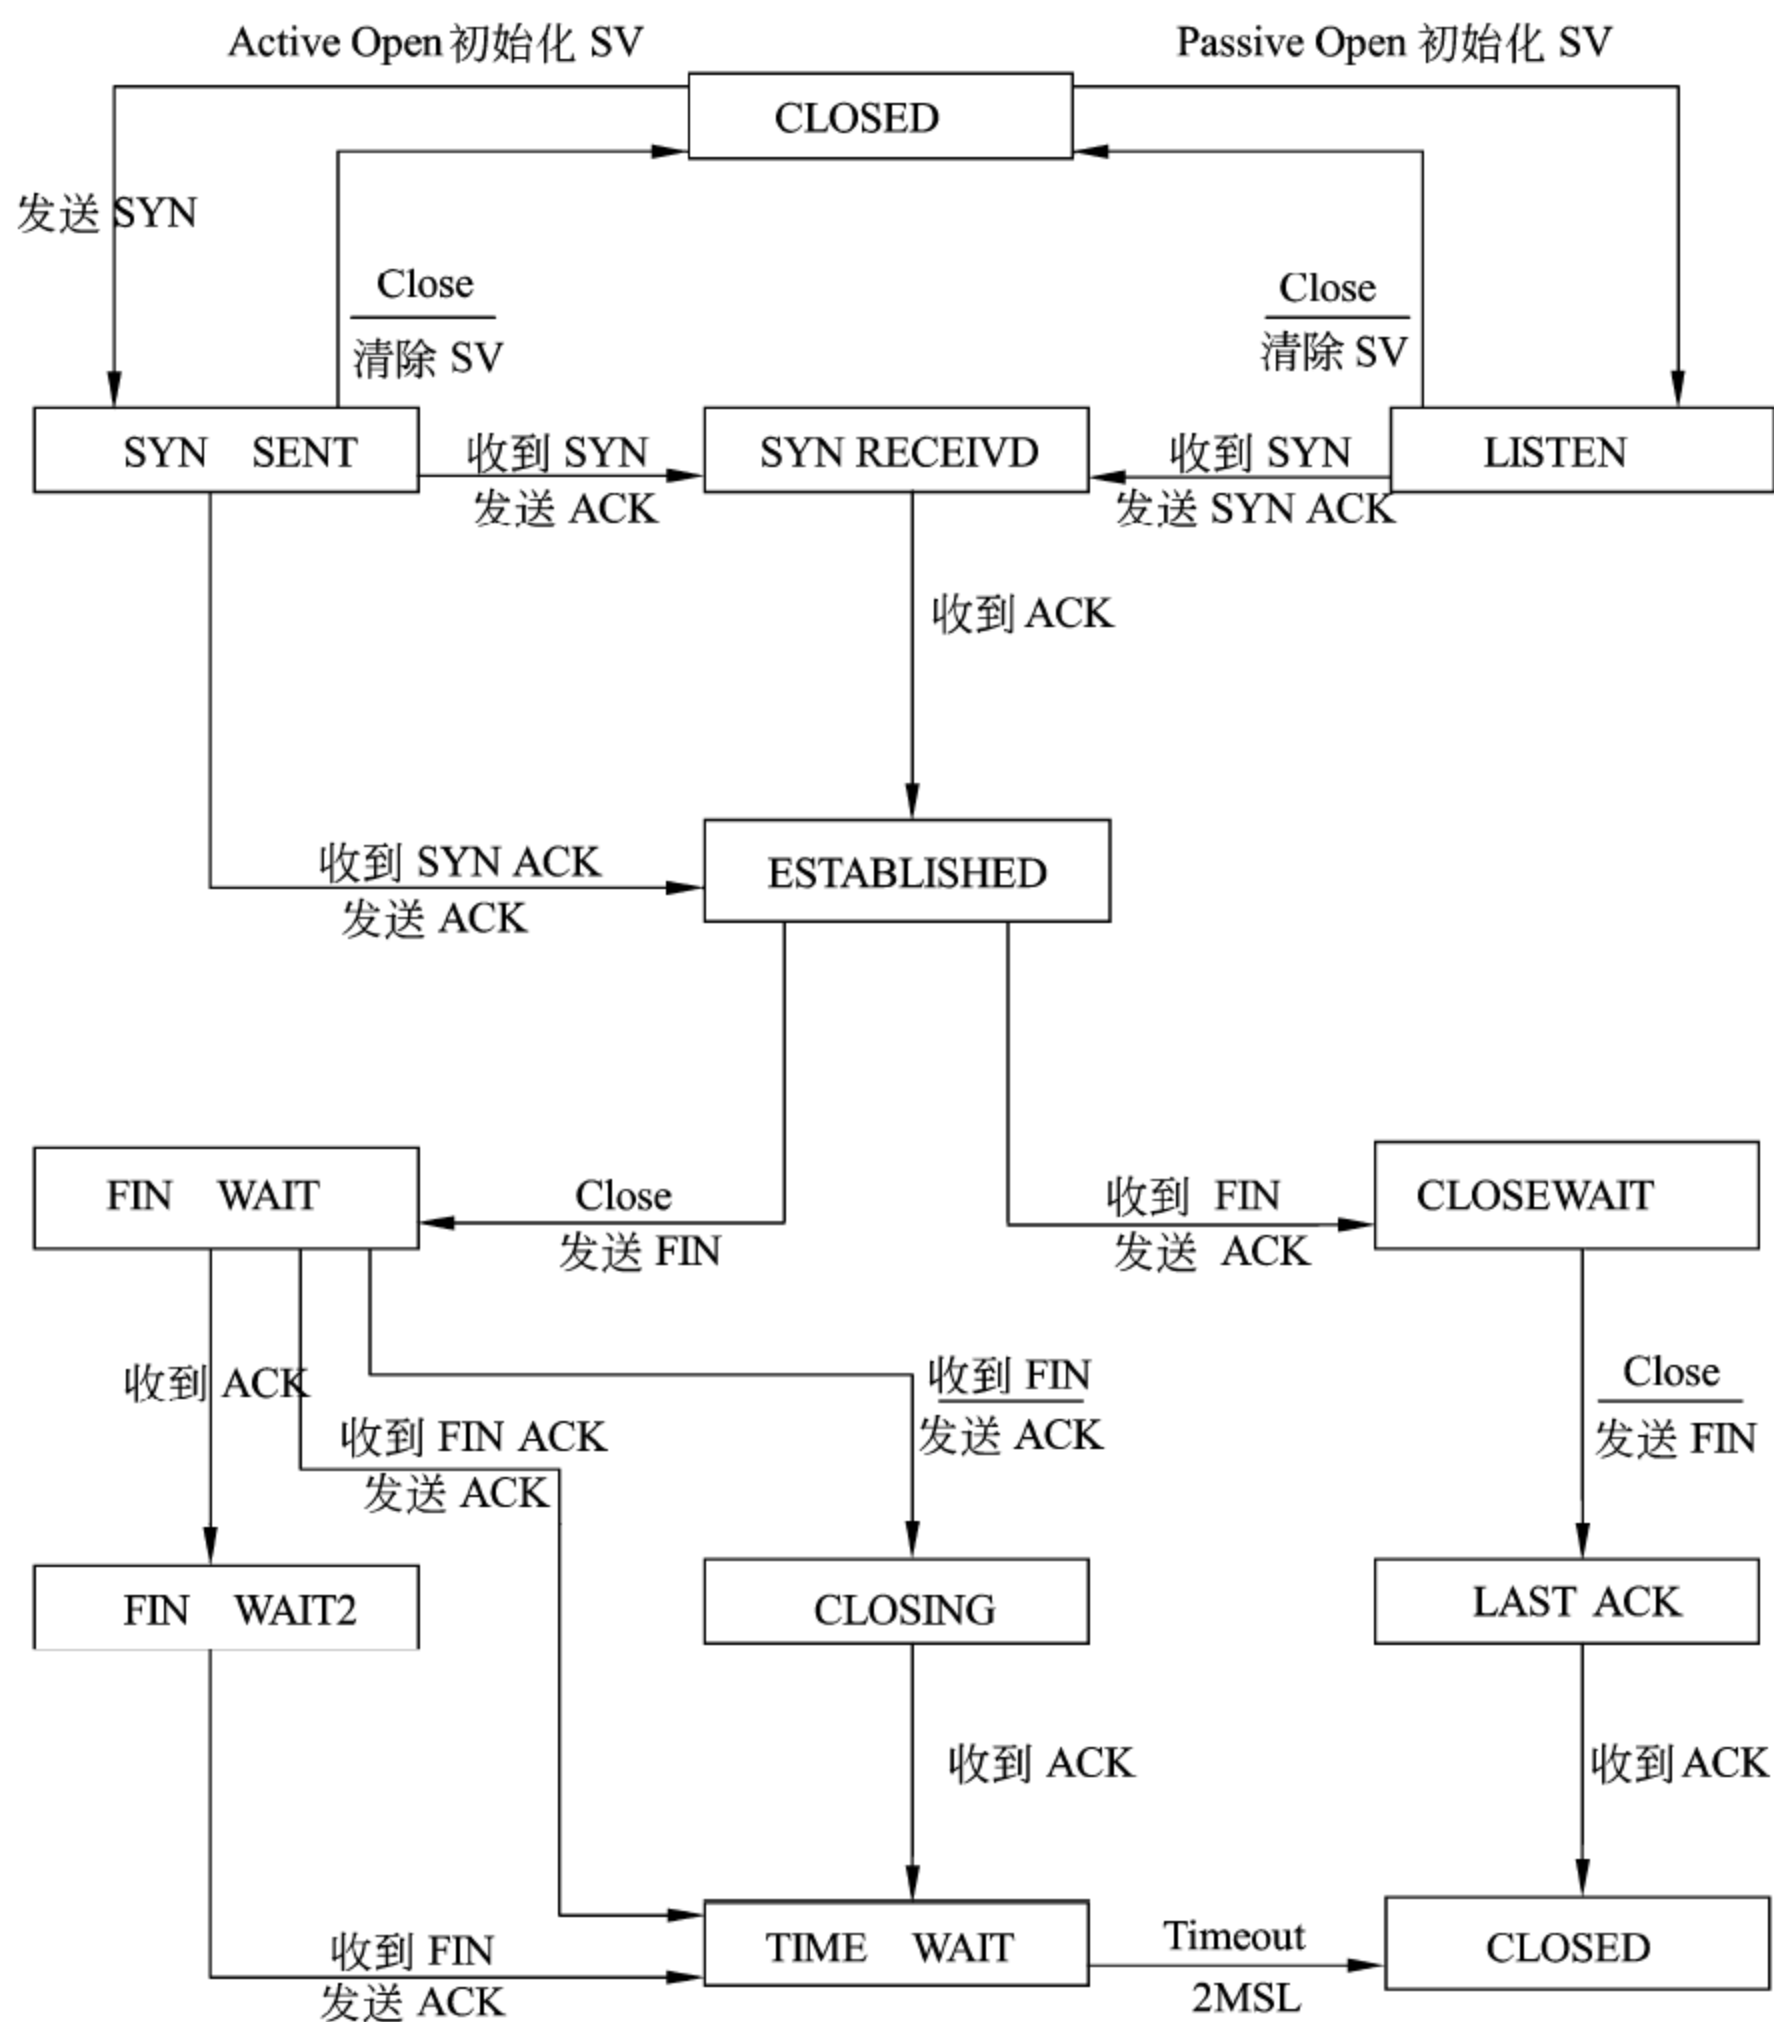 Active Open 初始化 SV
Passive Open 初始化 SV
CLOSED
发送 SYN
Close
清除 SV
Close
清除 SV
SYN SENT
收到 SYN
发送 ACK
SYN RECEIVD
收到 SYN
发送 SYN ACK
LISTEN
收到 ACK
收到 SYN ACK
发送 ACK
ESTABLISHED
FIN WAIT
Close
发送 FIN
收到 FIN
发送 ACK
CLOSEWAIT
收到 ACK
收到 FIN ACK
发送 ACK
收到 FIN
发送 ACK
Close
发送 FIN
FIN WAIT2
CLOSING
LAST ACK
收到 ACK
收到 ACK
收到 FIN
发送 ACK
TIME WAIT
Timeout
2MSL
CLOSED